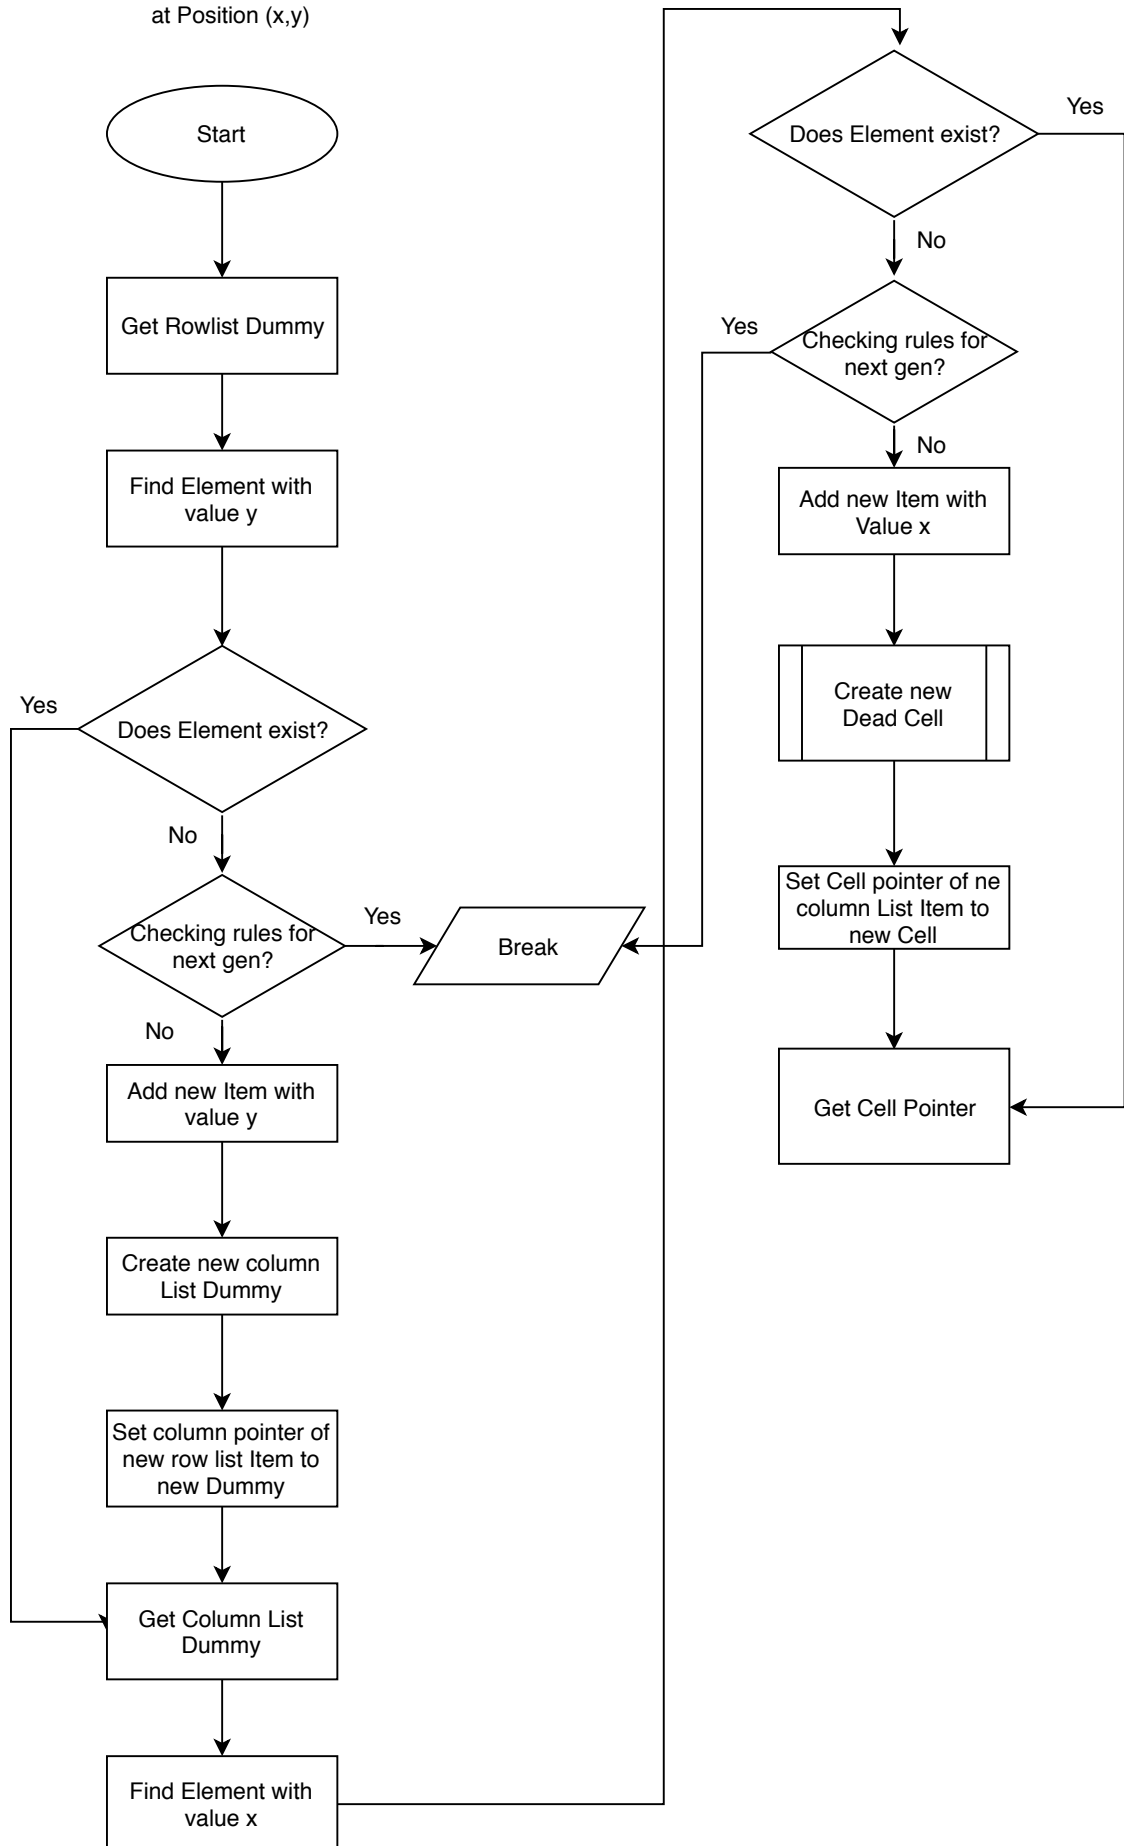 at Position (x,y)
Start
Get Rowlist Dummy
Find Element with
value y
Does Element exist?
Yes
No
Checking rules for
next gen?
Yes
Break
No
Add new Item with
value y
Create new column
List Dummy
Set column pointer of
new row list Item to
new Dummy
Get Column List
Dummy
Find Element with
value x
Does Element exist?
Yes
No
Checking rules for
next gen?
Yes
No
Add new Item with
Value x
Create new
Dead Cell
Set Cell pointer of ne
column List Item to
new Cell
Get Cell Pointer